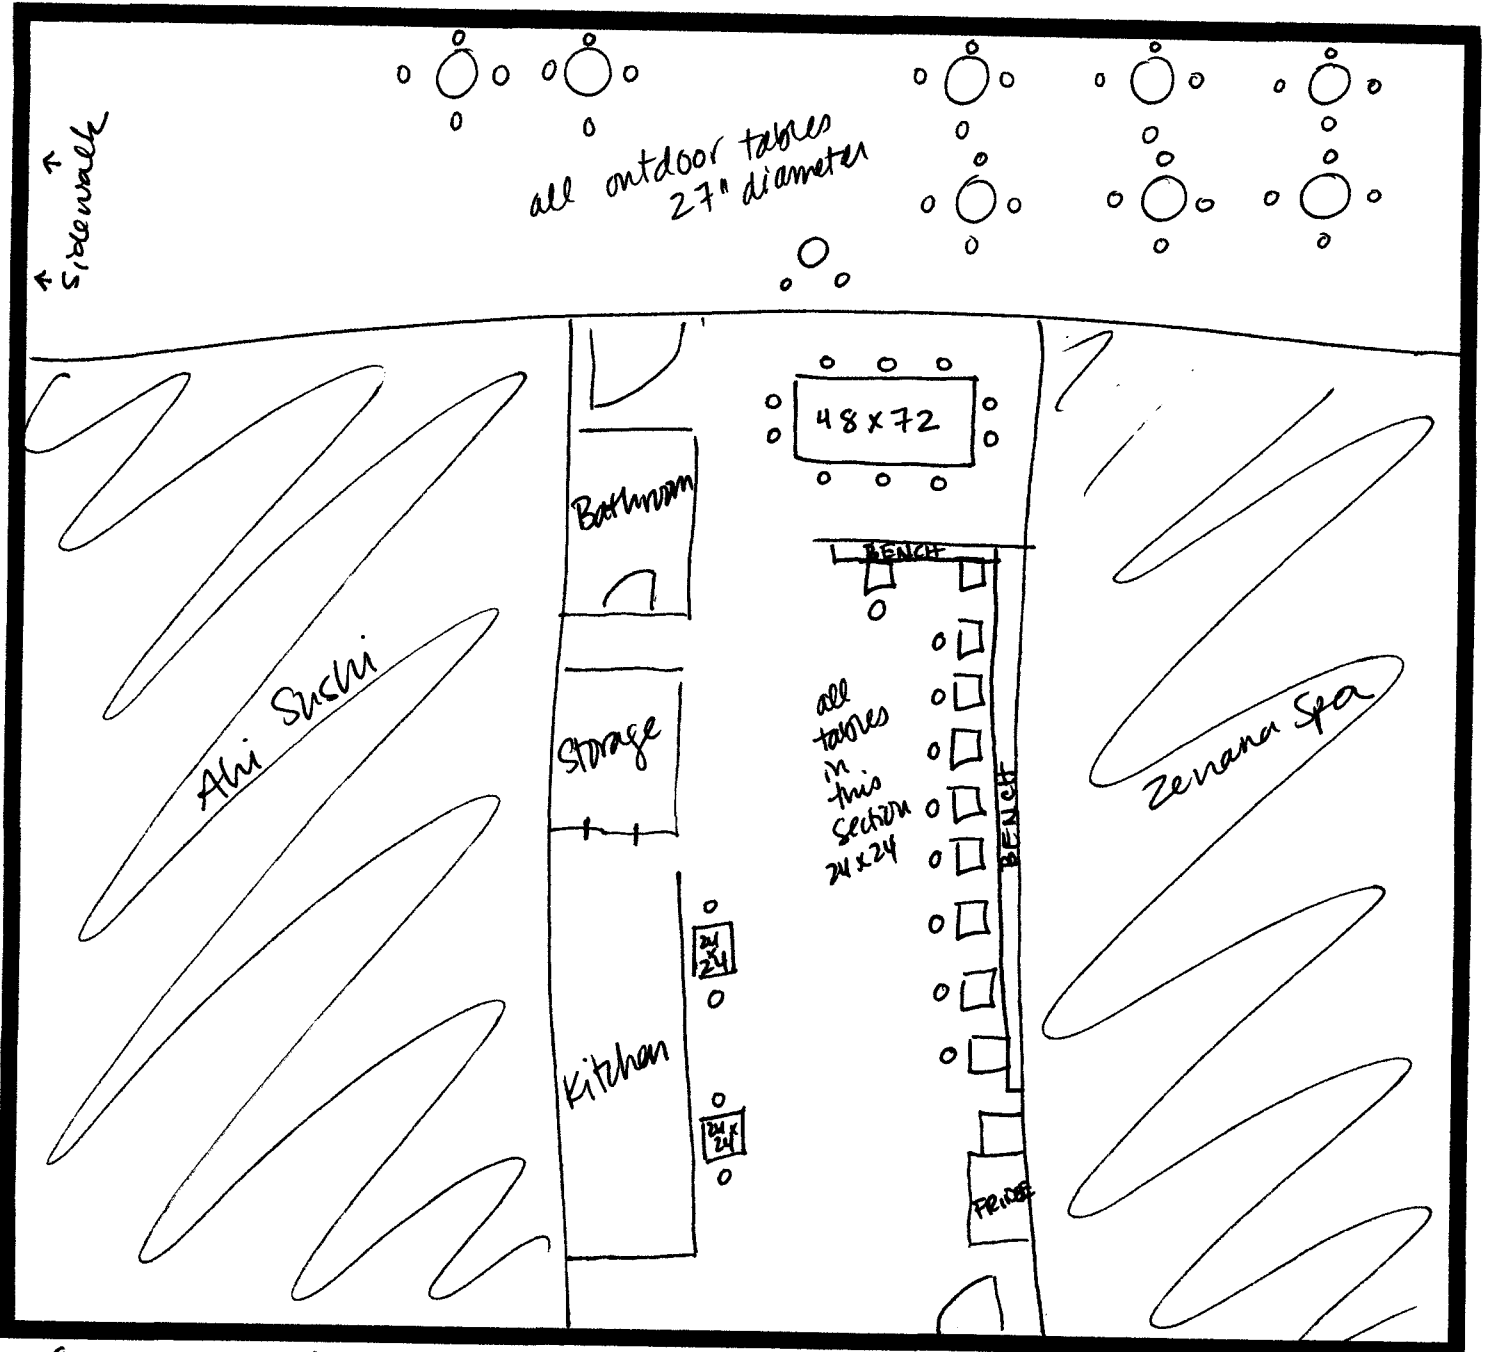 Sidewalk
all outdoor tables
27" diameter
48x72
Bathroom
BENCH
Ahi Sushi
Storage
all
tables
in
this
section
24x24
BENCH
Zenana Spa
24
x
24
Kitchen
24x
24
FRIDGE